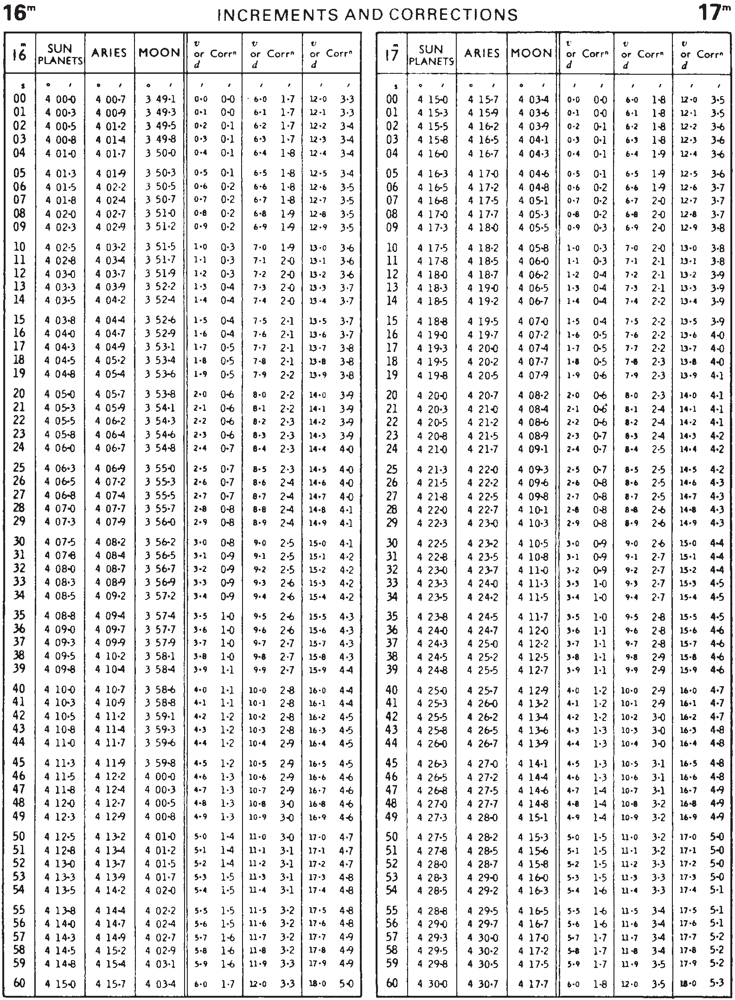 16ᵐ INCREMENTS AND CORRECTIONS 17ᵐ
16ᵐ SUN PLANETS ARIES MOON v or d Corrⁿ v or d Corrⁿ v or d Corrⁿ 17ᵐ SUN PLANETS ARIES MOON v or d Corrⁿ v or d Corrⁿ v or d Corrⁿ
s ° ′ ° ′ ° ′ ′ ′ ′ ′ ′ ′ s ° ′ ° ′ ° ′ ′ ′ ′ ′ ′ ′
00 4 00·0 4 00·7 3 49·1 0·0 0·0 6·0 1·7 12·0 3·3 00 4 15·0 4 15·7 4 03·4 0·0 0·0 6·0 1·8 12·0 3·5
01 4 00·3 4 00·9 3 49·3 0·1 0·0 6·1 1·7 12·1 3·3 01 4 15·3 4 15·9 4 03·6 0·1 0·0 6·1 1·8 12·1 3·5
02 4 00·5 4 01·2 3 49·5 0·2 0·1 6·2 1·7 12·2 3·4 02 4 15·5 4 16·2 4 03·9 0·2 0·1 6·2 1·8 12·2 3·6
03 4 00·8 4 01·4 3 49·8 0·3 0·1 6·3 1·7 12·3 3·4 03 4 15·8 4 16·5 4 04·1 0·3 0·1 6·3 1·8 12·3 3·6
04 4 01·0 4 01·7 3 50·0 0·4 0·1 6·4 1·8 12·4 3·4 04 4 16·0 4 16·7 4 04·3 0·4 0·1 6·4 1·9 12·4 3·6
05 4 01·3 4 01·9 3 50·3 0·5 0·1 6·5 1·8 12·5 3·4 05 4 16·3 4 17·0 4 04·6 0·5 0·1 6·5 1·9 12·5 3·6
06 4 01·5 4 02·2 3 50·5 0·6 0·2 6·6 1·8 12·6 3·5 06 4 16·5 4 17·2 4 04·8 0·6 0·2 6·6 1·9 12·6 3·7
07 4 01·8 4 02·4 3 50·7 0·7 0·2 6·7 1·8 12·7 3·5 07 4 16·8 4 17·5 4 05·1 0·7 0·2 6·7 2·0 12·7 3·7
08 4 02·0 4 02·7 3 51·0 0·8 0·2 6·8 1·9 12·8 3·5 08 4 17·0 4 17·7 4 05·3 0·8 0·2 6·8 2·0 12·8 3·7
09 4 02·3 4 02·9 3 51·2 0·9 0·2 6·9 1·9 12·9 3·5 09 4 17·3 4 18·0 4 05·5 0·9 0·3 6·9 2·0 12·9 3·8
10 4 02·5 4 03·2 3 51·5 1·0 0·3 7·0 1·9 13·0 3·6 10 4 17·5 4 18·2 4 05·8 1·0 0·3 7·0 2·0 13·0 3·8
11 4 02·8 4 03·4 3 51·7 1·1 0·3 7·1 2·0 13·1 3·6 11 4 17·8 4 18·5 4 06·0 1·1 0·3 7·1 2·1 13·1 3·8
12 4 03·0 4 03·7 3 51·9 1·2 0·3 7·2 2·0 13·2 3·6 12 4 18·0 4 18·7 4 06·2 1·2 0·4 7·2 2·1 13·2 3·9
13 4 03·3 4 03·9 3 52·2 1·3 0·4 7·3 2·0 13·3 3·7 13 4 18·3 4 19·0 4 06·5 1·3 0·4 7·3 2·1 13·3 3·9
14 4 03·5 4 04·2 3 52·4 1·4 0·4 7·4 2·0 13·4 3·7 14 4 18·5 4 19·2 4 06·7 1·4 0·4 7·4 2·2 13·4 3·9
15 4 03·8 4 04·4 3 52·6 1·5 0·4 7·5 2·1 13·5 3·7 15 4 18·8 4 19·5 4 07·0 1·5 0·4 7·5 2·2 13·5 3·9
16 4 04·0 4 04·7 3 52·9 1·6 0·4 7·6 2·1 13·6 3·7 16 4 19·0 4 19·7 4 07·2 1·6 0·5 7·6 2·2 13·6 4·0
17 4 04·3 4 04·9 3 53·1 1·7 0·5 7·7 2·1 13·7 3·8 17 4 19·3 4 20·0 4 07·4 1·7 0·5 7·7 2·2 13·7 4·0
18 4 04·5 4 05·2 3 53·4 1·8 0·5 7·8 2·1 13·8 3·8 18 4 19·5 4 20·2 4 07·7 1·8 0·5 7·8 2·3 13·8 4·0
19 4 04·8 4 05·4 3 53·6 1·9 0·5 7·9 2·2 13·9 3·8 19 4 19·8 4 20·5 4 07·9 1·9 0·6 7·9 2·3 13·9 4·1
20 4 05·0 4 05·7 3 53·8 2·0 0·6 8·0 2·2 14·0 3·9 20 4 20·0 4 20·7 4 08·2 2·0 0·6 8·0 2·3 14·0 4·1
21 4 05·3 4 05·9 3 54·1 2·1 0·6 8·1 2·2 14·1 3·9 21 4 20·3 4 21·0 4 08·4 2·1 0·6 8·1 2·4 14·1 4·1
22 4 05·5 4 06·2 3 54·3 2·2 0·6 8·2 2·3 14·2 3·9 22 4 20·5 4 21·2 4 08·6 2·2 0·6 8·2 2·4 14·2 4·1
23 4 05·8 4 06·4 3 54·6 2·3 0·6 8·3 2·3 14·3 3·9 23 4 20·8 4 21·5 4 08·9 2·3 0·7 8·3 2·4 14·3 4·2
24 4 06·0 4 06·7 3 54·8 2·4 0·7 8·4 2·3 14·4 4·0 24 4 21·0 4 21·7 4 09·1 2·4 0·7 8·4 2·5 14·4 4·2
25 4 06·3 4 06·9 3 55·0 2·5 0·7 8·5 2·3 14·5 4·0 25 4 21·3 4 22·0 4 09·3 2·5 0·7 8·5 2·5 14·5 4·2
26 4 06·5 4 07·2 3 55·3 2·6 0·7 8·6 2·4 14·6 4·0 26 4 21·5 4 22·2 4 09·6 2·6 0·8 8·6 2·5 14·6 4·3
27 4 06·8 4 07·4 3 55·5 2·7 0·7 8·7 2·4 14·7 4·0 27 4 21·8 4 22·5 4 09·8 2·7 0·8 8·7 2·5 14·7 4·3
28 4 07·0 4 07·7 3 55·7 2·8 0·8 8·8 2·4 14·8 4·1 28 4 22·0 4 22·7 4 10·1 2·8 0·8 8·8 2·6 14·8 4·3
29 4 07·3 4 07·9 3 56·0 2·9 0·8 8·9 2·4 14·9 4·1 29 4 22·3 4 23·0 4 10·3 2·9 0·8 8·9 2·6 14·9 4·3
30 4 07·5 4 08·2 3 56·2 3·0 0·8 9·0 2·5 15·0 4·1 30 4 22·5 4 23·2 4 10·5 3·0 0·9 9·0 2·6 15·0 4·4
31 4 07·8 4 08·4 3 56·5 3·1 0·9 9·1 2·5 15·1 4·2 31 4 22·8 4 23·5 4 10·8 3·1 0·9 9·1 2·7 15·1 4·4
32 4 08·0 4 08·7 3 56·7 3·2 0·9 9·2 2·5 15·2 4·2 32 4 23·0 4 23·7 4 11·0 3·2 0·9 9·2 2·7 15·2 4·4
33 4 08·3 4 08·9 3 56·9 3·3 0·9 9·3 2·6 15·3 4·2 33 4 23·3 4 24·0 4 11·3 3·3 1·0 9·3 2·7 15·3 4·5
34 4 08·5 4 09·2 3 57·2 3·4 0·9 9·4 2·6 15·4 4·2 34 4 23·5 4 24·2 4 11·5 3·4 1·0 9·4 2·7 15·4 4·5
35 4 08·8 4 09·4 3 57·4 3·5 1·0 9·5 2·6 15·5 4·3 35 4 23·8 4 24·5 4 11·7 3·5 1·0 9·5 2·8 15·5 4·5
36 4 09·0 4 09·7 3 57·7 3·6 1·0 9·6 2·6 15·6 4·3 36 4 24·0 4 24·7 4 12·0 3·6 1·1 9·6 2·8 15·6 4·6
37 4 09·3 4 09·9 3 57·9 3·7 1·0 9·7 2·7 15·7 4·3 37 4 24·3 4 25·0 4 12·2 3·7 1·1 9·7 2·8 15·7 4·6
38 4 09·5 4 10·2 3 58·1 3·8 1·0 9·8 2·7 15·8 4·3 38 4 24·5 4 25·2 4 12·5 3·8 1·1 9·8 2·9 15·8 4·6
39 4 09·8 4 10·4 3 58·4 3·9 1·1 9·9 2·7 15·9 4·4 39 4 24·8 4 25·5 4 12·7 3·9 1·1 9·9 2·9 15·9 4·6
40 4 10·0 4 10·7 3 58·6 4·0 1·1 10·0 2·8 16·0 4·4 40 4 25·0 4 25·7 4 12·9 4·0 1·2 10·0 2·9 16·0 4·7
41 4 10·3 4 10·9 3 58·8 4·1 1·1 10·1 2·8 16·1 4·4 41 4 25·3 4 26·0 4 13·2 4·1 1·2 10·1 2·9 16·1 4·7
42 4 10·5 4 11·2 3 59·1 4·2 1·2 10·2 2·8 16·2 4·5 42 4 25·5 4 26·2 4 13·4 4·2 1·2 10·2 3·0 16·2 4·7
43 4 10·8 4 11·4 3 59·3 4·3 1·2 10·3 2·8 16·3 4·5 43 4 25·8 4 26·5 4 13·6 4·3 1·3 10·3 3·0 16·3 4·8
44 4 11·0 4 11·7 3 59·6 4·4 1·2 10·4 2·9 16·4 4·5 44 4 26·0 4 26·7 4 13·9 4·4 1·3 10·4 3·0 16·4 4·8
45 4 11·3 4 11·9 3 59·8 4·5 1·2 10·5 2·9 16·5 4·5 45 4 26·3 4 27·0 4 14·1 4·5 1·3 10·5 3·1 16·5 4·8
46 4 11·5 4 12·2 4 00·0 4·6 1·3 10·6 2·9 16·6 4·6 46 4 26·5 4 27·2 4 14·4 4·6 1·3 10·6 3·1 16·6 4·8
47 4 11·8 4 12·4 4 00·3 4·7 1·3 10·7 2·9 16·7 4·6 47 4 26·8 4 27·5 4 14·6 4·7 1·4 10·7 3·1 16·7 4·9
48 4 12·0 4 12·7 4 00·5 4·8 1·3 10·8 3·0 16·8 4·6 48 4 27·0 4 27·7 4 14·8 4·8 1·4 10·8 3·2 16·8 4·9
49 4 12·3 4 12·9 4 00·8 4·9 1·3 10·9 3·0 16·9 4·6 49 4 27·3 4 28·0 4 15·1 4·9 1·4 10·9 3·2 16·9 4·9
50 4 12·5 4 13·2 4 01·0 5·0 1·4 11·0 3·0 17·0 4·7 50 4 27·5 4 28·2 4 15·3 5·0 1·5 11·0 3·2 17·0 5·0
51 4 12·8 4 13·4 4 01·2 5·1 1·4 11·1 3·1 17·1 4·7 51 4 27·8 4 28·5 4 15·6 5·1 1·5 11·1 3·2 17·1 5·0
52 4 13·0 4 13·7 4 01·5 5·2 1·4 11·2 3·1 17·2 4·7 52 4 28·0 4 28·7 4 15·8 5·2 1·5 11·2 3·3 17·2 5·0
53 4 13·3 4 13·9 4 01·7 5·3 1·5 11·3 3·1 17·3 4·8 53 4 28·3 4 29·0 4 16·0 5·3 1·5 11·3 3·3 17·3 5·0
54 4 13·5 4 14·2 4 02·0 5·4 1·5 11·4 3·1 17·4 4·8 54 4 28·5 4 29·2 4 16·3 5·4 1·6 11·4 3·3 17·4 5·1
55 4 13·8 4 14·4 4 02·2 5·5 1·5 11·5 3·2 17·5 4·8 55 4 28·8 4 29·5 4 16·5 5·5 1·6 11·5 3·4 17·5 5·1
56 4 14·0 4 14·7 4 02·4 5·6 1·5 11·6 3·2 17·6 4·8 56 4 29·0 4 29·7 4 16·7 5·6 1·6 11·6 3·4 17·6 5·1
57 4 14·3 4 14·9 4 02·7 5·7 1·6 11·7 3·2 17·7 4·9 57 4 29·3 4 30·0 4 17·0 5·7 1·7 11·7 3·4 17·7 5·2
58 4 14·5 4 15·2 4 02·9 5·8 1·6 11·8 3·2 17·8 4·9 58 4 29·5 4 30·2 4 17·2 5·8 1·7 11·8 3·4 17·8 5·2
59 4 14·8 4 15·4 4 03·1 5·9 1·6 11·9 3·3 17·9 4·9 59 4 29·8 4 30·5 4 17·5 5·9 1·7 11·9 3·5 17·9 5·2
60 4 15·0 4 15·7 4 03·4 6·0 1·7 12·0 3·3 18·0 5·0 60 4 30·0 4 30·7 4 17·7 6·0 1·8 12·0 3·5 18·0 5·3